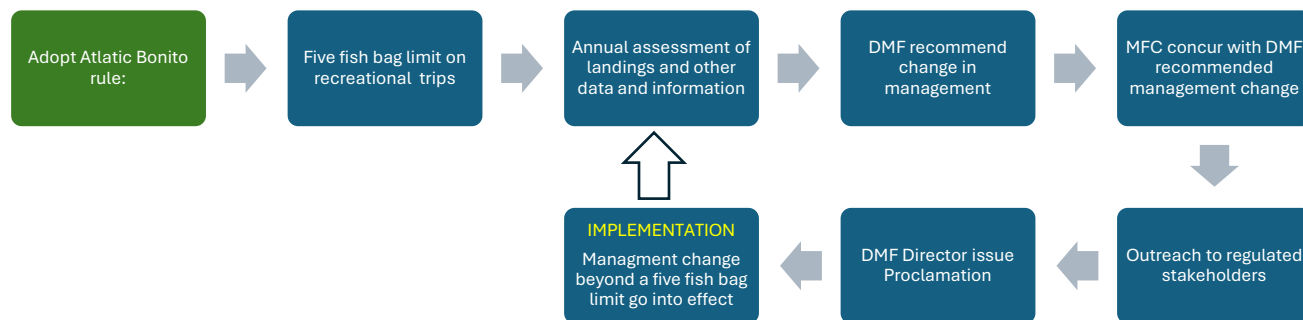 Adopt Atlatic Bonito
rule:
Five fish bag limit on
recreational trips
Annual assessment of
landings and other
data and information
DMF recommend
change in
management
MFC concur with DMF
recommended
management change
Outreach to regulated
stakeholders
DMF Director issue
Proclamation
IMPLEMENTATION
Managment change
beyond a five fish bag
limit go into effect